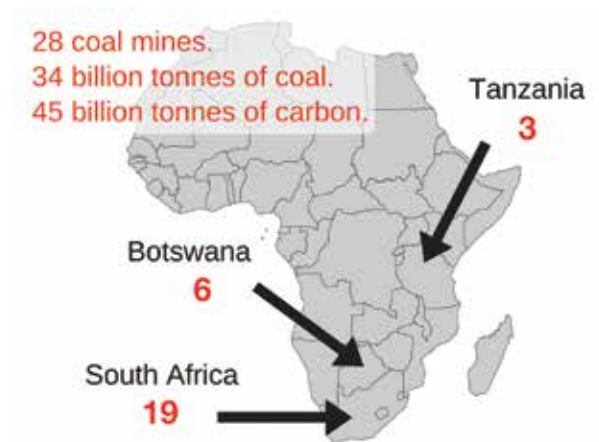 28 coal mines.
34 billion tonnes of coal.
45 billion tonnes of carbon.
Tanzania
3
Botswana
6
South Africa
19